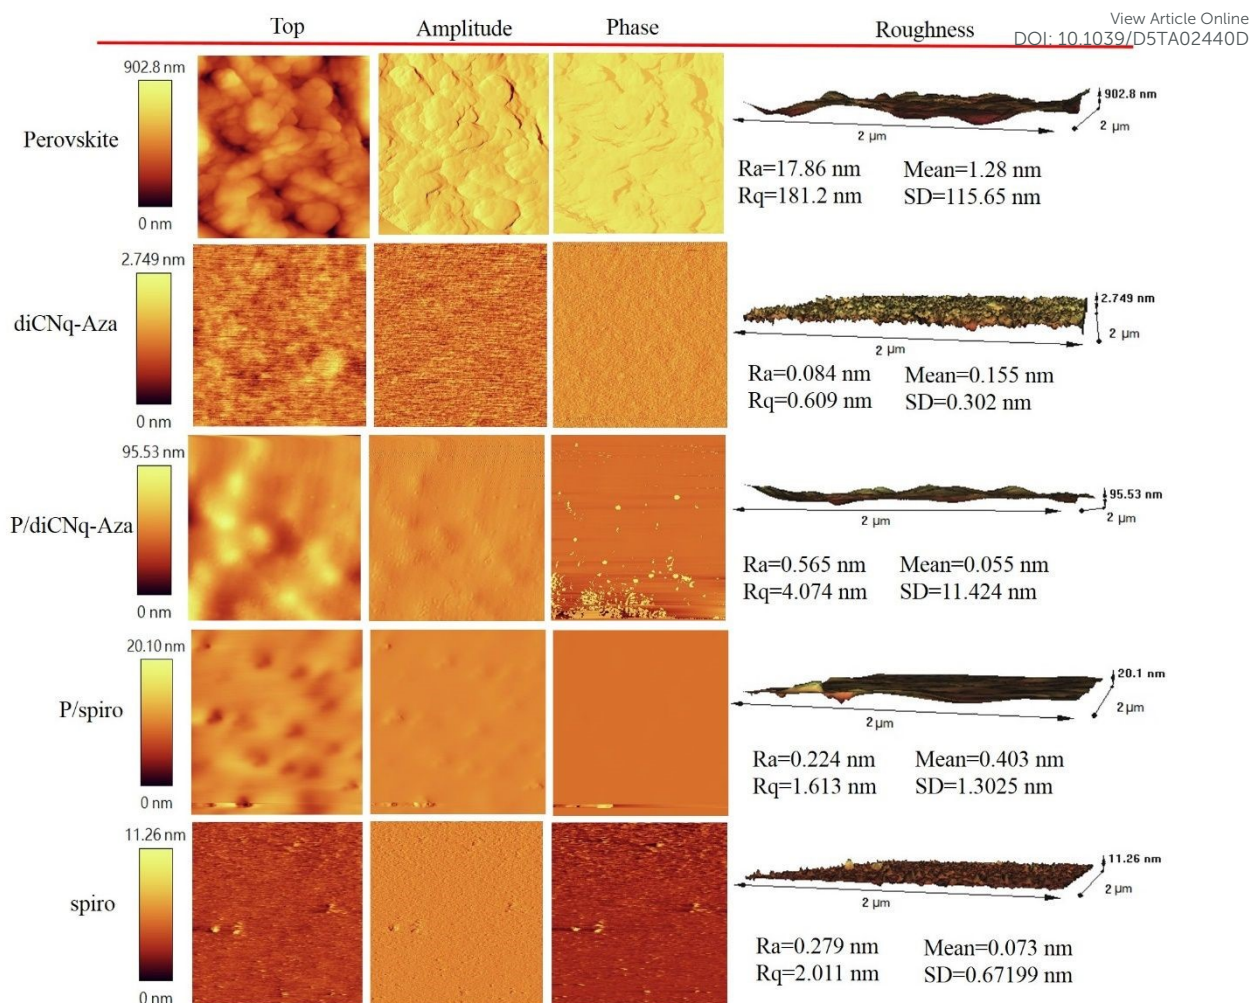 View Article Online
DOI: 10.1039/D5TA02440D
Top Amplitude Phase Roughness
902.8 nm
Perovskite
0 nm
902.8 nm
2 µm
2 µm
Ra=17.86 nm Mean=1.28 nm
Rq=181.2 nm SD=115.65 nm
2.749 nm
diCNq-Aza
0 nm
2.749 nm
2 µm
2 µm
Ra=0.084 nm Mean=0.155 nm
Rq=0.609 nm SD=0.302 nm
95.53 nm
P/diCNq-Aza
0 nm
95.53 nm
2 µm
2 µm
Ra=0.565 nm Mean=0.055 nm
Rq=4.074 nm SD=11.424 nm
20.10 nm
P/spiro
0 nm
20.1 nm
2 µm
2 µm
Ra=0.224 nm Mean=0.403 nm
Rq=1.613 nm SD=1.3025 nm
11.26 nm
spiro
0 nm
11.26 nm
2 µm
2 µm
Ra=0.279 nm Mean=0.073 nm
Rq=2.011 nm SD=0.67199 nm